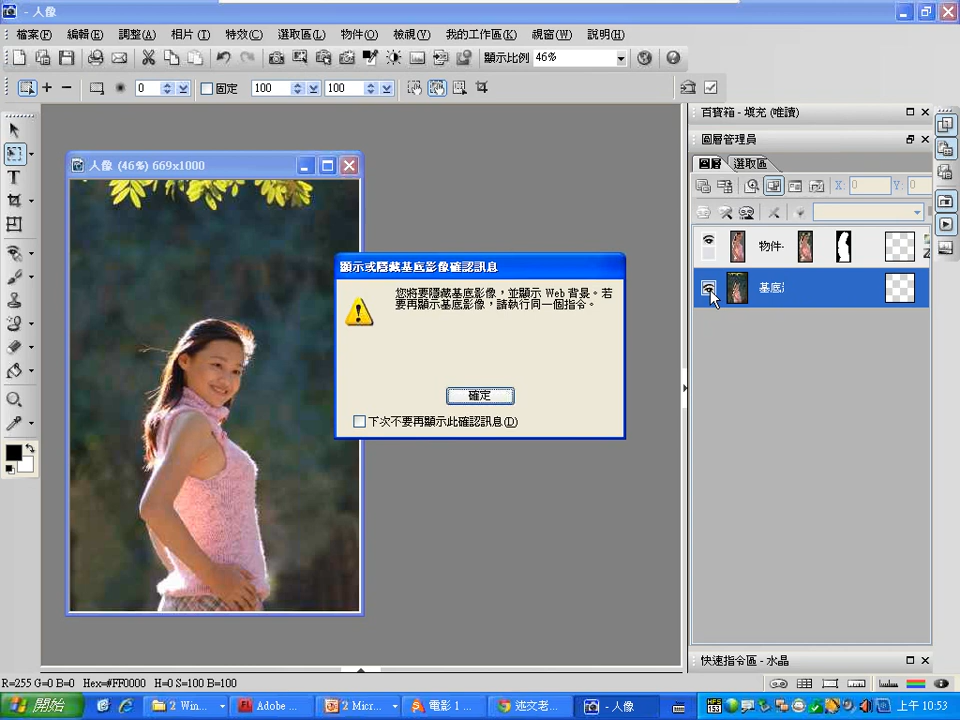 - 人像
檔案(F) 編輯(E) 調整(A) 相片(I) 特效(C) 選取區(L) 物件(O) 檢視(V) 我的工作區(K) 視窗(W) 說明(H)
顯示比例 46%
0 固定 100 100
百寶箱 - 填充 (唯讀)
圖層管理員
圖層 選取區
X: 0 Y: 0
物件-
基底
人像 (46%) 669x1000
顯示或隱藏基底影像確認訊息
您將要隱藏基底影像，並顯示 Web 背景。若
要再顯示基底影像，請執行同一個指令。
確定
下次不要再顯示此確認訊息(D)
快速指令區 - 水晶
R=255 G=0 B=0 Hex=#FF0000 H=0 S=100 B=100
開始 2 Win... Adobe ... 2 Micr... 電影 1 ... - 人像 上午 10:53